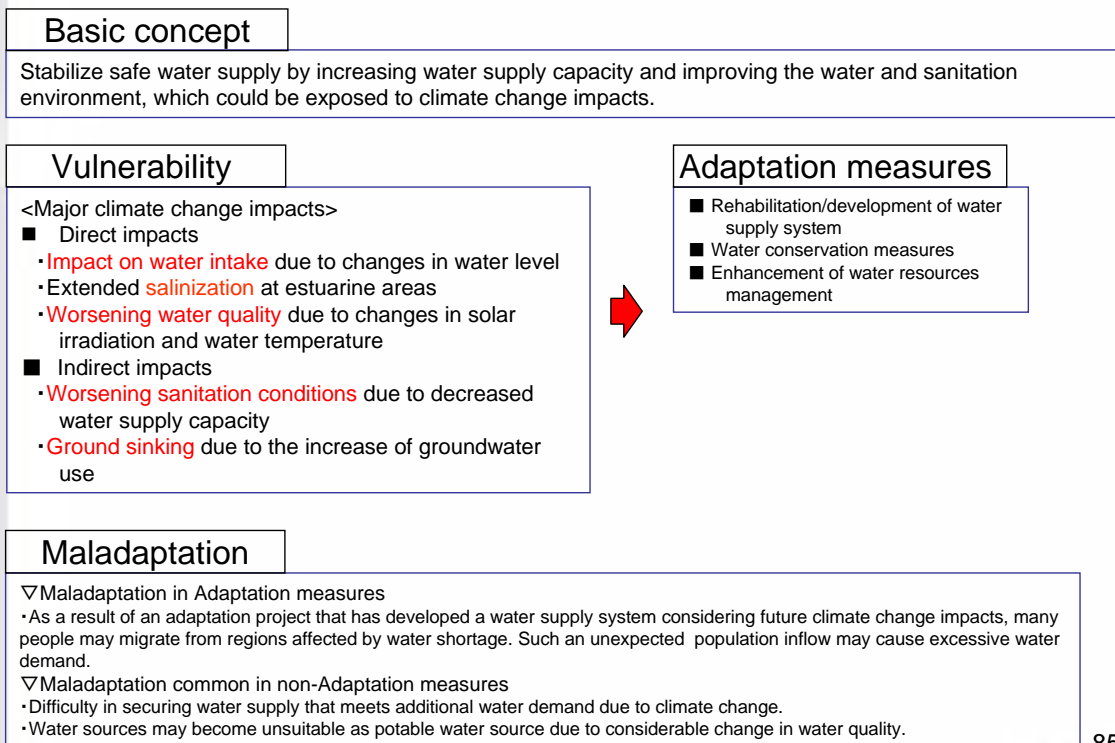 Basic concept
Stabilize safe water supply by increasing water supply capacity and improving the water and sanitation
environment, which could be exposed to climate change impacts.
Vulnerability
<Major climate change impacts>
■ Direct impacts
・Impact on water intake due to changes in water level
・Extended salinization at estuarine areas
・Worsening water quality due to changes in solar
irradiation and water temperature
■ Indirect impacts
・Worsening sanitation conditions due to decreased
water supply capacity
・Ground sinking due to the increase of groundwater
use
Adaptation measures
■ Rehabilitation/development of water
supply system
■ Water conservation measures
■ Enhancement of water resources
management
Maladaptation
▽Maladaptation in Adaptation measures
・As a result of an adaptation project that has developed a water supply system considering future climate change impacts, many
people may migrate from regions affected by water shortage. Such an unexpected population inflow may cause excessive water
demand.
▽Maladaptation common in non-Adaptation measures
・Difficulty in securing water supply that meets additional water demand due to climate change.
・Water sources may become unsuitable as potable water source due to considerable change in water quality.
85